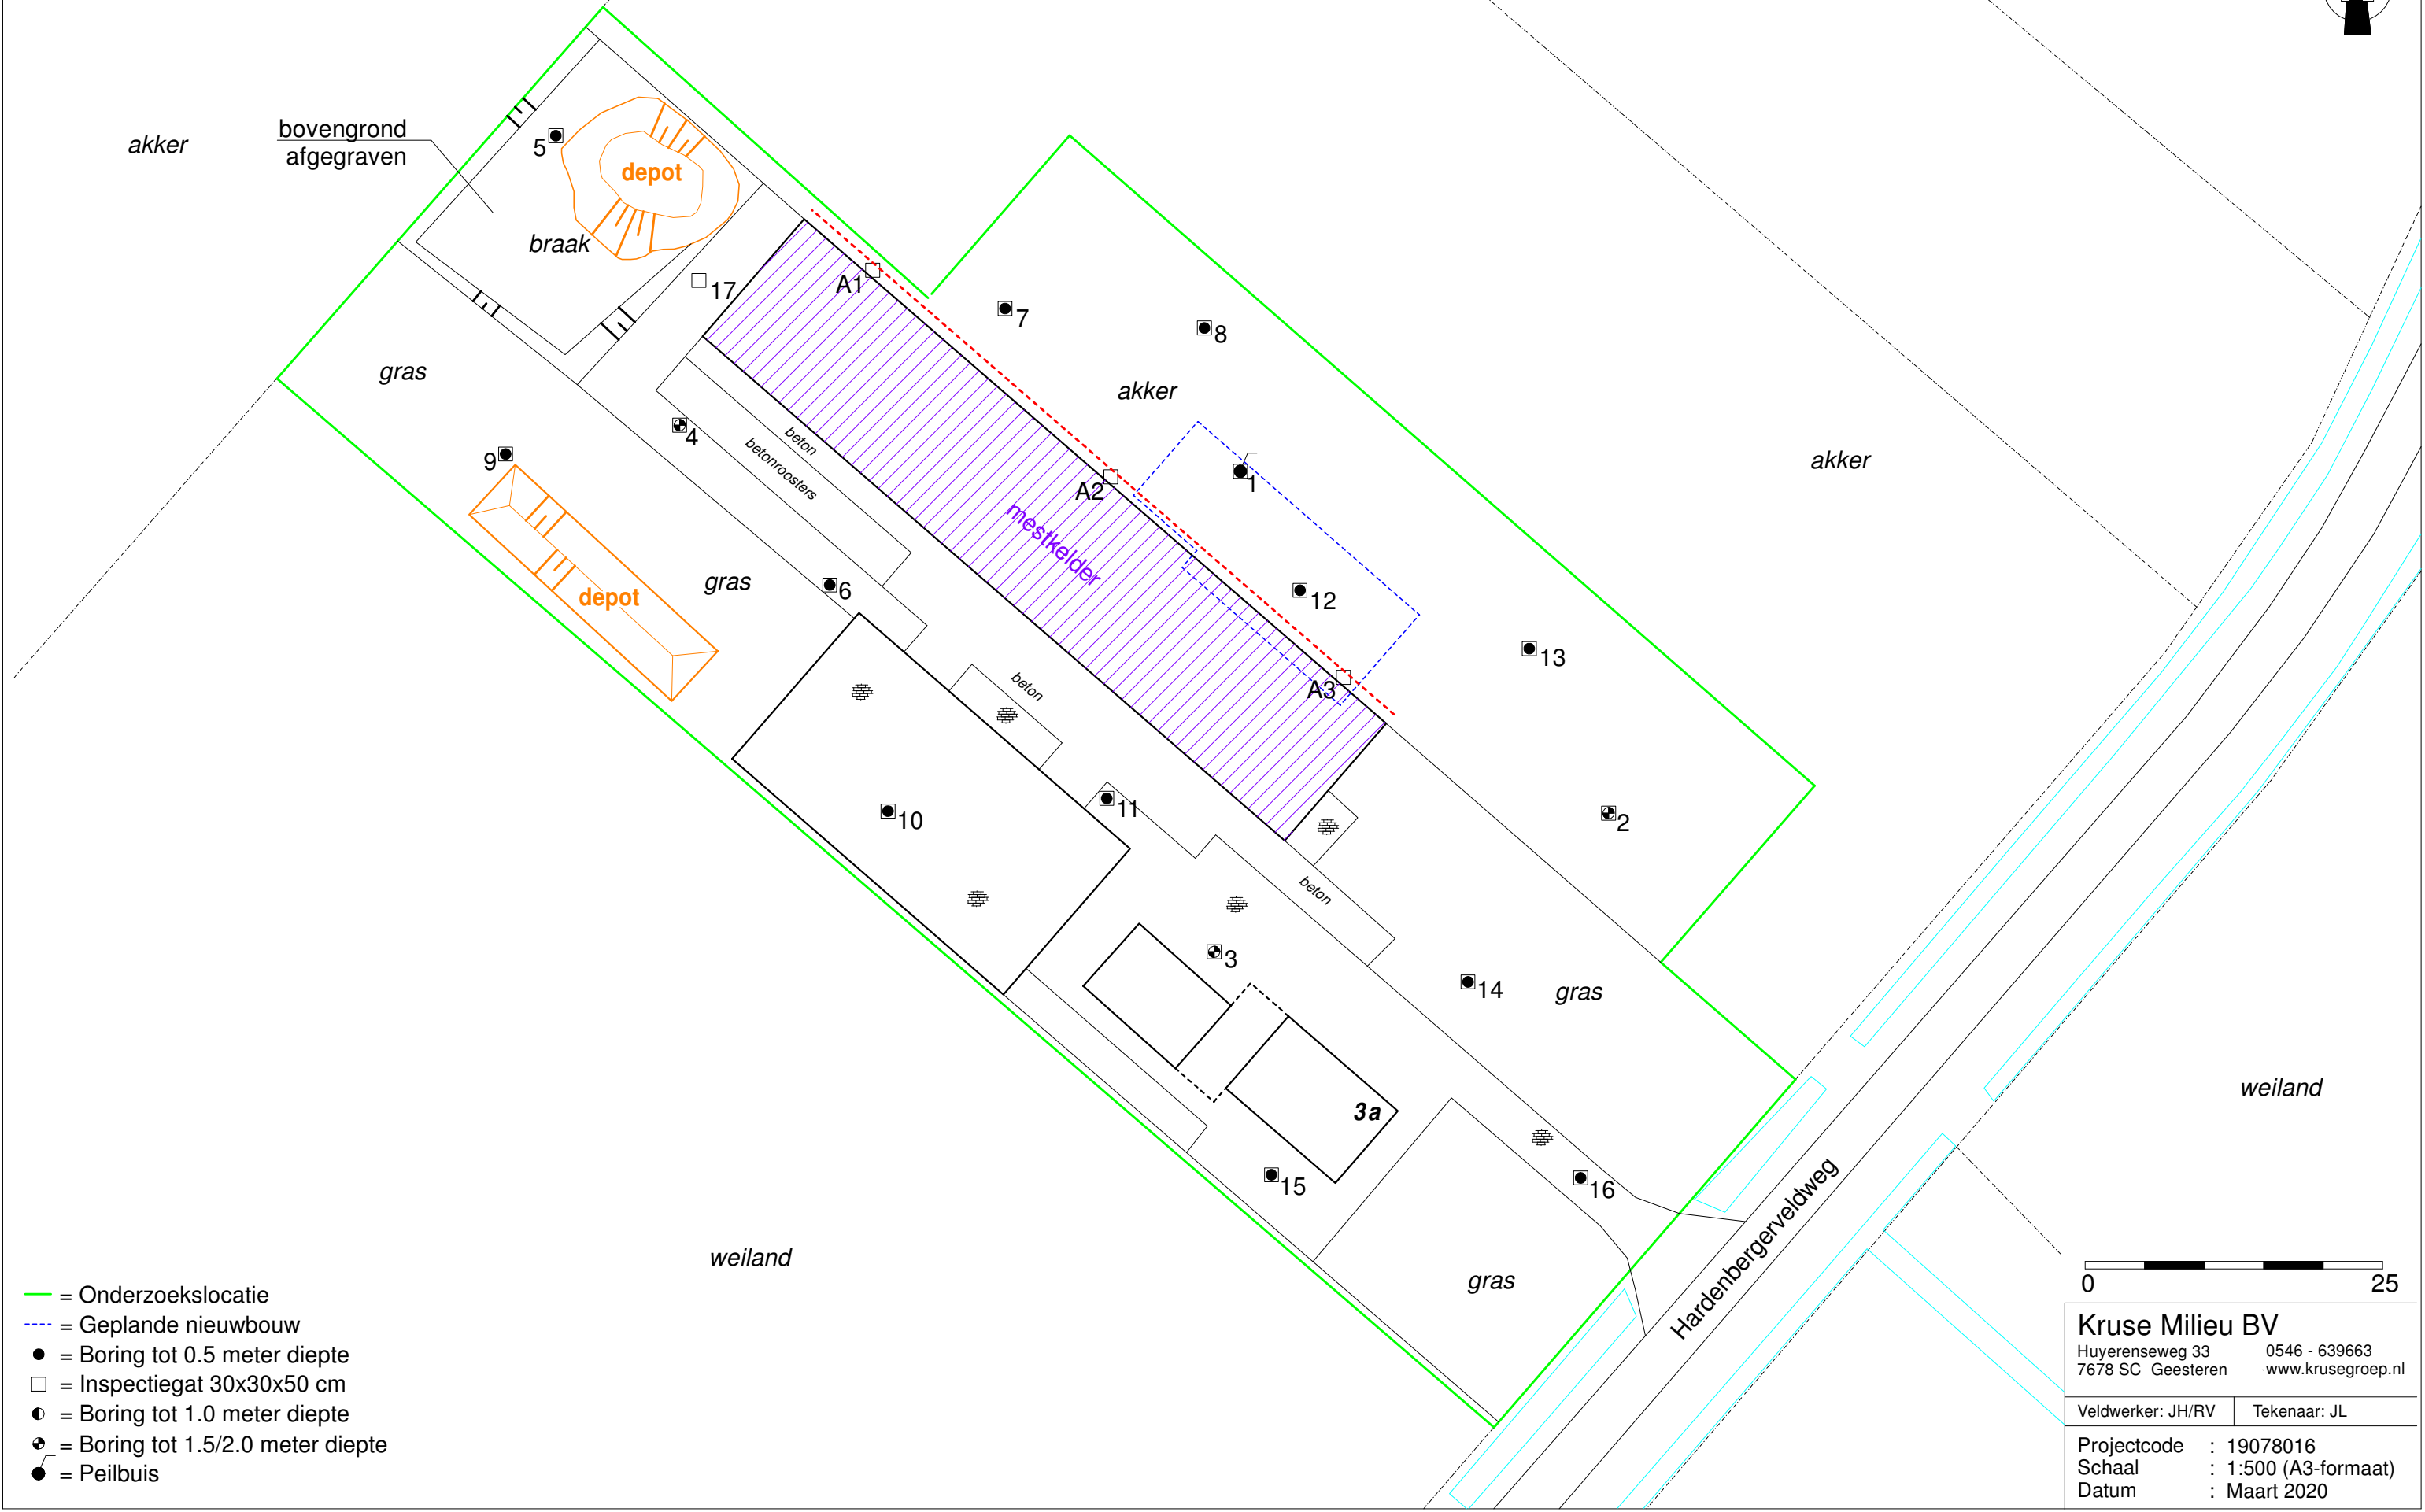 akker
bovengrond
afgegraven
5
depot
braak
17
A1
7
8
akker
gras
4
beton
betonroosters
9
A2
1
akker
mestkelder
gras
depot
6
12
13
A3
beton
10
11
2
beton
3
14
gras
3a
weiland
15
16
Hardenbergerveldweg
weiland
gras
0 25
= Onderzoekslocatie
= Geplande nieuwbouw
= Boring tot 0.5 meter diepte
= Inspectiegat 30x30x50 cm
= Boring tot 1.0 meter diepte
= Boring tot 1.5/2.0 meter diepte
= Peilbuis
Kruse Milieu BV
Huyerenseweg 33 0546 - 639663
7678 SC Geesteren www.krusegroep.nl
Veldwerker: JH/RV Tekenaar: JL
Projectcode : 19078016
Schaal : 1:500 (A3-formaat)
Datum : Maart 2020